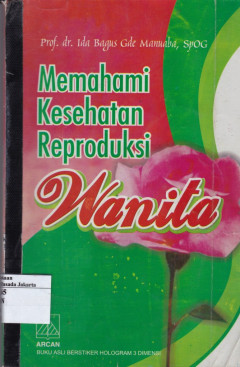 Prof. dr. Ida Bagus Gde Manuaba, SpOG
Memahami
Kesehatan
Reproduksi
Wanita
ARCAN
BUKU ASLI BERSTIKER HOLOGRAM 3 DIMENSI